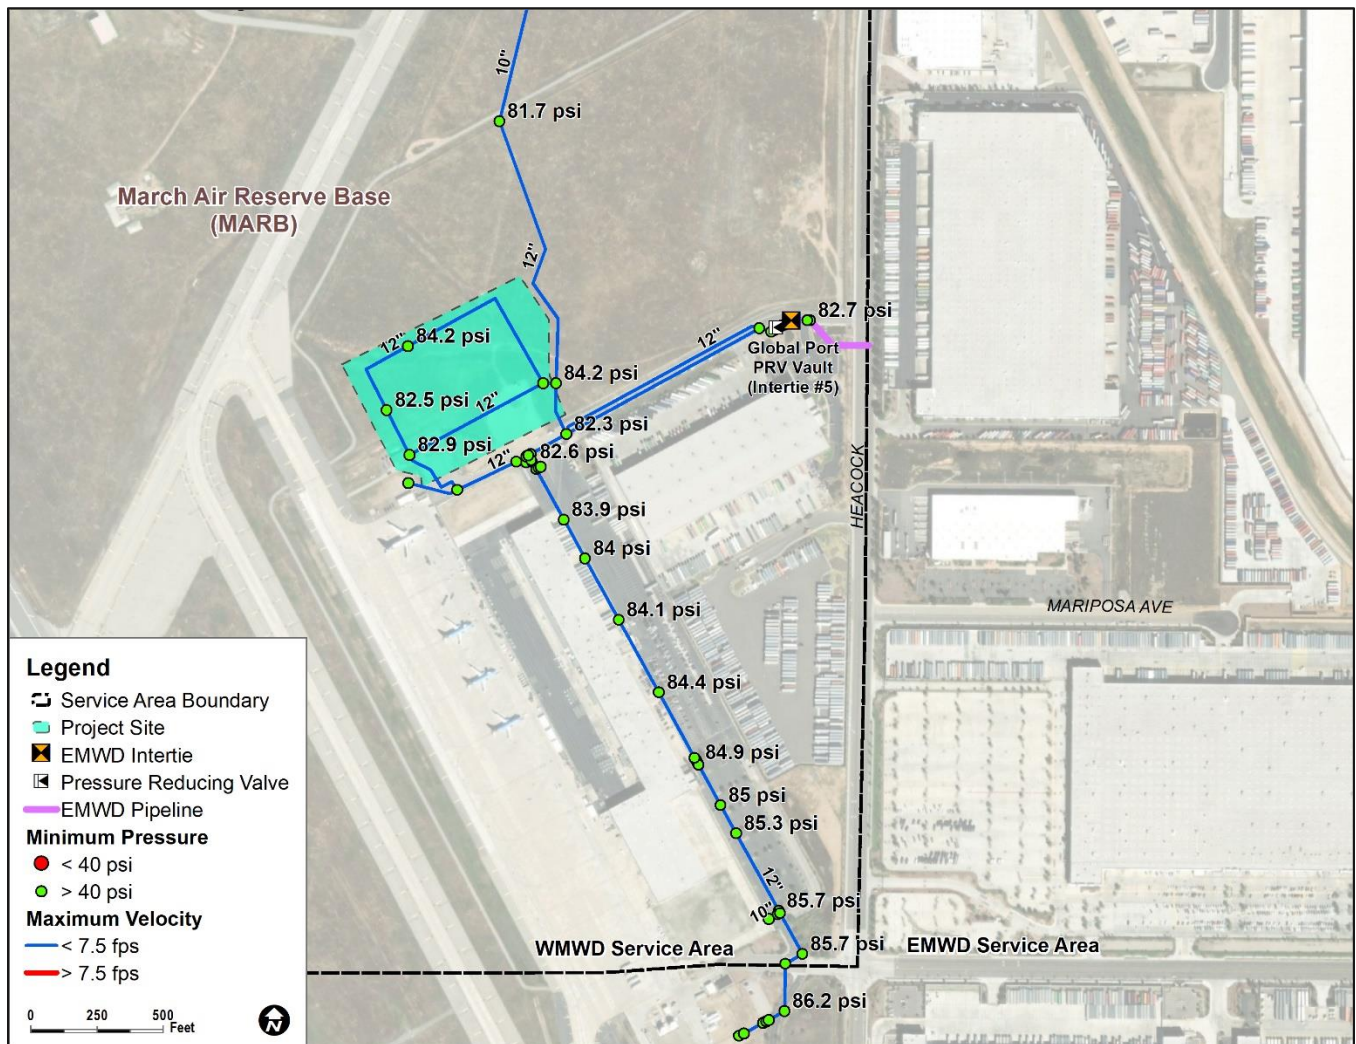 10"
81.7 psi
March Air Reserve Base
(MARB)
12"
82.7 psi
12"
84.2 psi
12"
Global Port
PRV Vault
(Intertie #5)
84.2 psi
82.5 psi
12"
82.3 psi
82.9 psi
12"
82.6 psi
HEACOCK
83.9 psi
84 psi
MARIPOSA AVE
84.1 psi
84.4 psi
84.9 psi
85 psi
85.3 psi
12"
10"
85.7 psi
WMWD Service Area
85.7 psi
EMWD Service Area
86.2 psi
Legend
Service Area Boundary
Project Site
EMWD Intertie
Pressure Reducing Valve
EMWD Pipeline
Minimum Pressure
< 40 psi
> 40 psi
Maximum Velocity
< 7.5 fps
> 7.5 fps
0 250 500
Feet
N